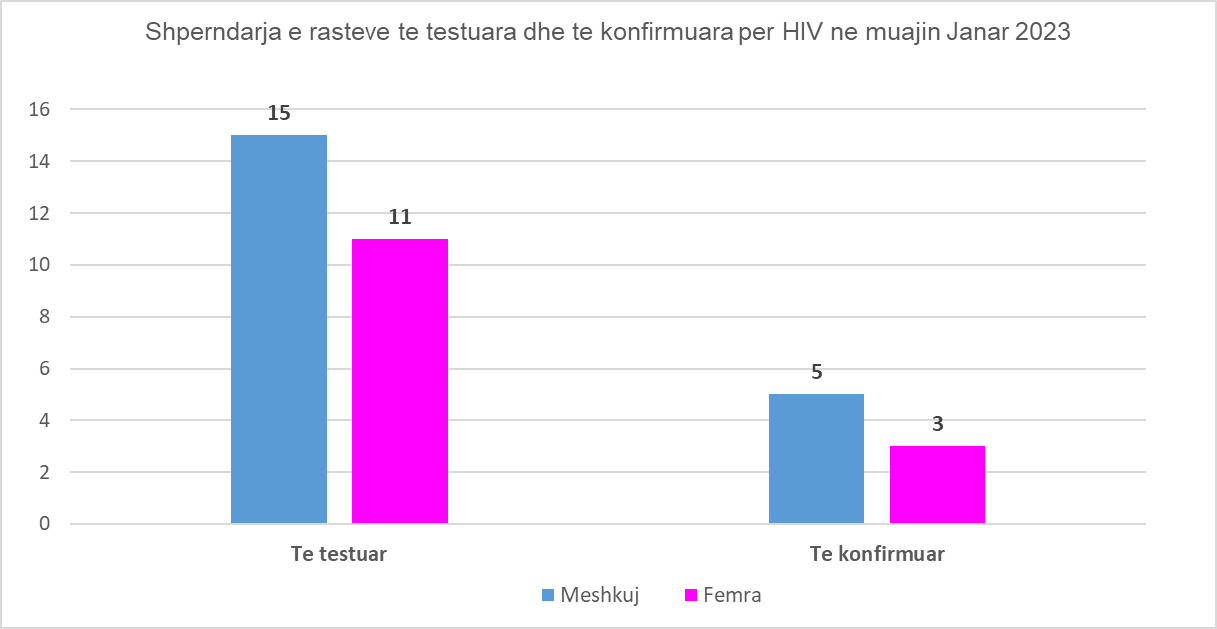 Shperndarja e rasteve te testuara dhe te konfirmuara per HIV ne muajin Janar 2023
16
14
12
10
8
6
4
2
0
15
11
5
3
Te testuar
Te konfirmuar
Meshkuj
Femra